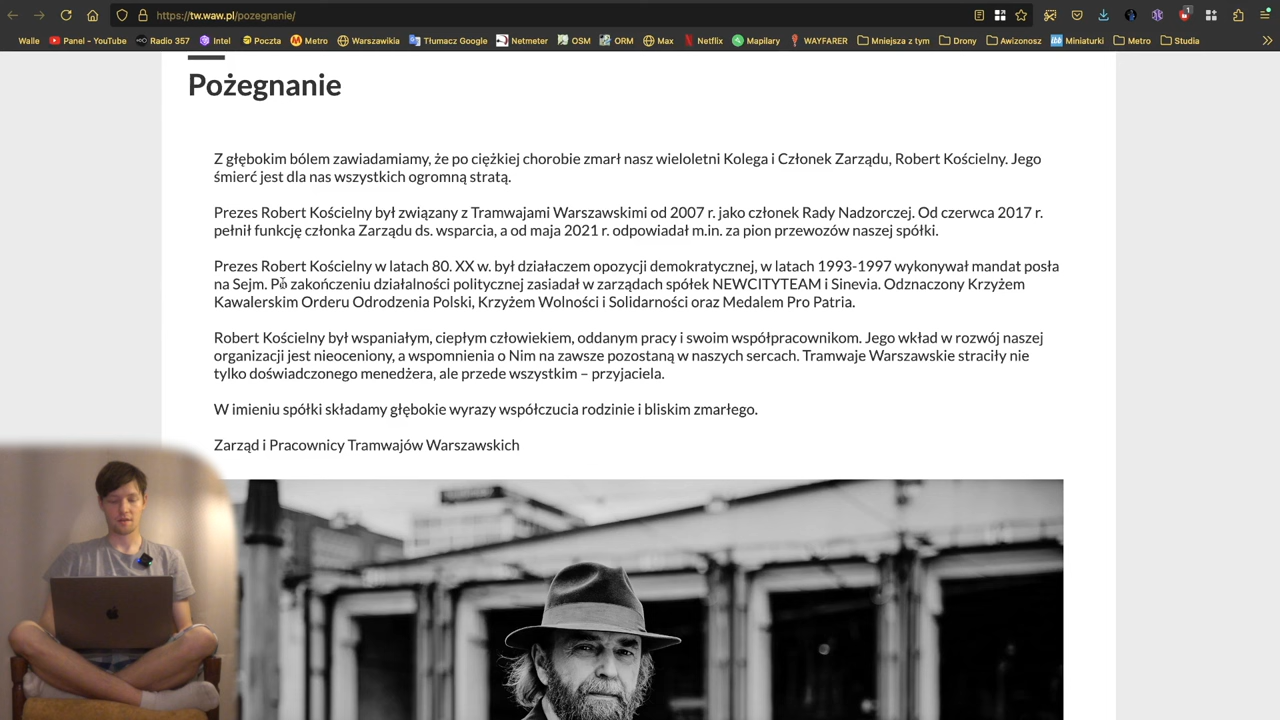 https://tw.waw.pl/pozegnanie/
1
Walle Panel - YouTube Radio 357 Intel Poczta Metro Warszawikia Tłumacz Google Netmeter OSM ORM Max Netflix Mapilary WAYFARER Mniejsza z tym Drony Awizonosz Miniaturki Metro Studia
Pożegnanie
Z głębokim bólem zawiadamiamy, że po ciężkiej chorobie zmarł nasz wieloletni Kolega i Członek Zarządu, Robert Kościelny. Jego
śmierć jest dla nas wszystkich ogromną stratą.
Prezes Robert Kościelny był związany z Tramwajami Warszawskimi od 2007 r. jako członek Rady Nadzorczej. Od czerwca 2017 r.
pełnił funkcję członka Zarządu ds. wsparcia, a od maja 2021 r. odpowiadał m.in. za pion przewozów naszej spółki.
Prezes Robert Kościelny w latach 80. XX w. był działaczem opozycji demokratycznej, w latach 1993-1997 wykonywał mandat posła
na Sejm. Po zakończeniu działalności politycznej zasiadał w zarządach spółek NEWCITYTEAM i Sinevia. Odznaczony Krzyżem
Kawalerskim Orderu Odrodzenia Polski, Krzyżem Wolności i Solidarności oraz Medalem Pro Patria.
Robert Kościelny był wspaniałym, ciepłym człowiekiem, oddanym pracy i swoim współpracownikom. Jego wkład w rozwój naszej
organizacji jest nieoceniony, a wspomnienia o Nim na zawsze pozostaną w naszych sercach. Tramwaje Warszawskie straciły nie
tylko doświadczonego menedżera, ale przede wszystkim – przyjaciela.
W imieniu spółki składamy głębokie wyrazy współczucia rodzinie i bliskim zmarłego.
Zarząd i Pracownicy Tramwajów Warszawskich